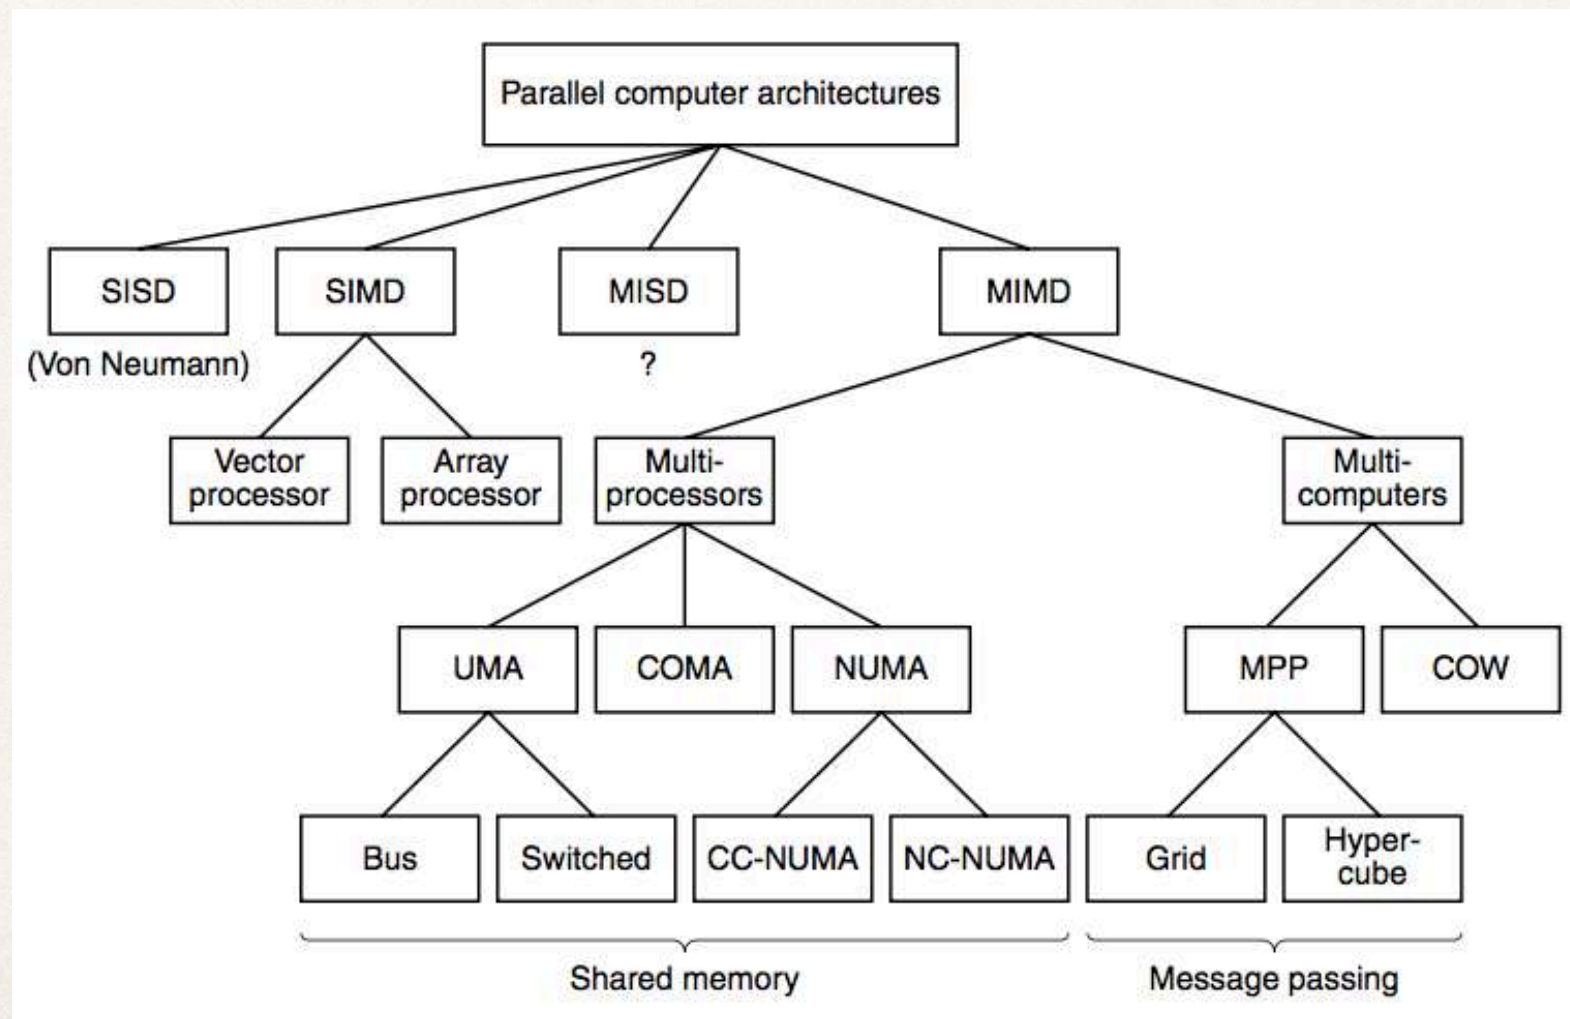 Parallel computer architectures
SISD
SIMD
MISD
MIMD
(Von Neumann)
?
Vector
processor
Array
processor
Multi-
processors
Multi-
computers
UMA
COMA
NUMA
MPP
COW
Bus
Switched
CC-NUMA
NC-NUMA
Grid
Hyper-
cube
Shared memory
Message passing